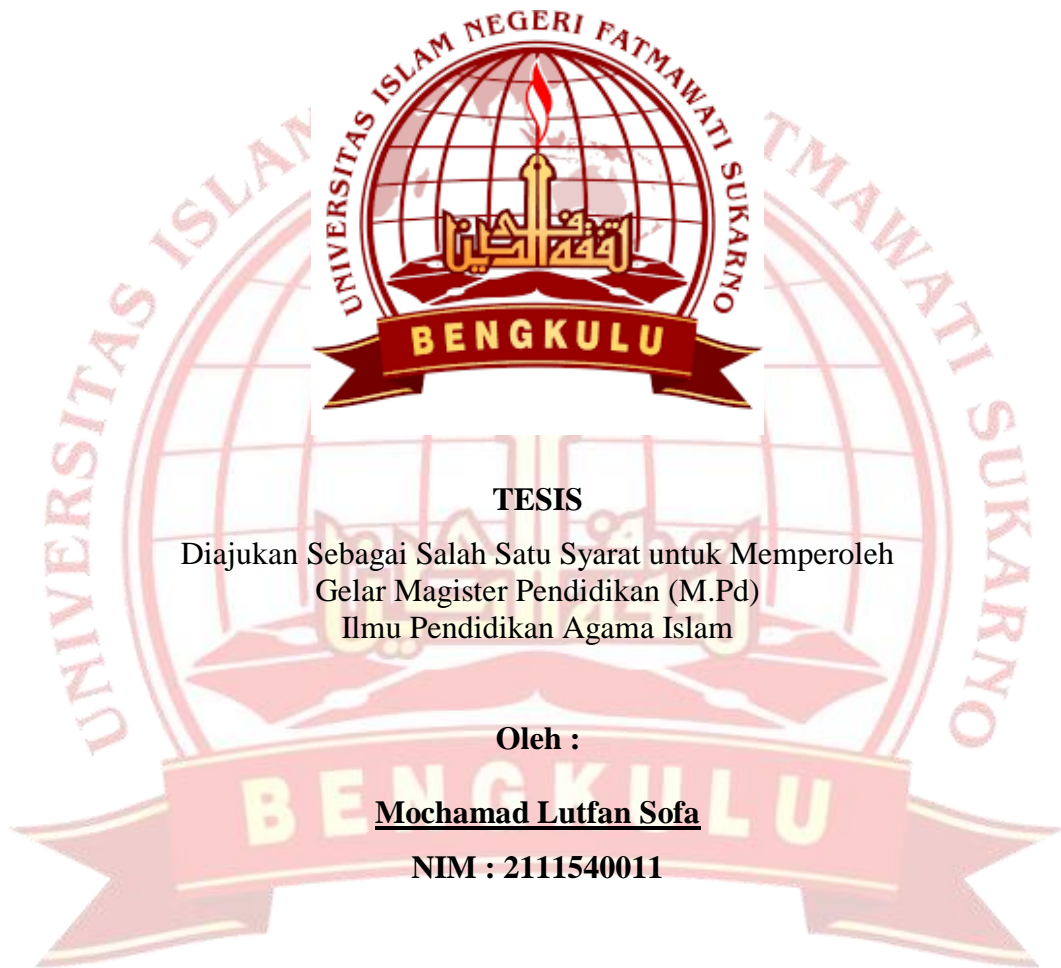 UNIVERSITAS ISLAM NEGERI FATMAWATI SUKARNO
BENGKULU
TESIS
Diajukan Sebagai Salah Satu Syarat untuk Memperoleh
Gelar Magister Pendidikan (M.Pd)
Ilmu Pendidikan Agama Islam
Oleh :
Mochamad Lutfan Sofa
NIM : 2111540011